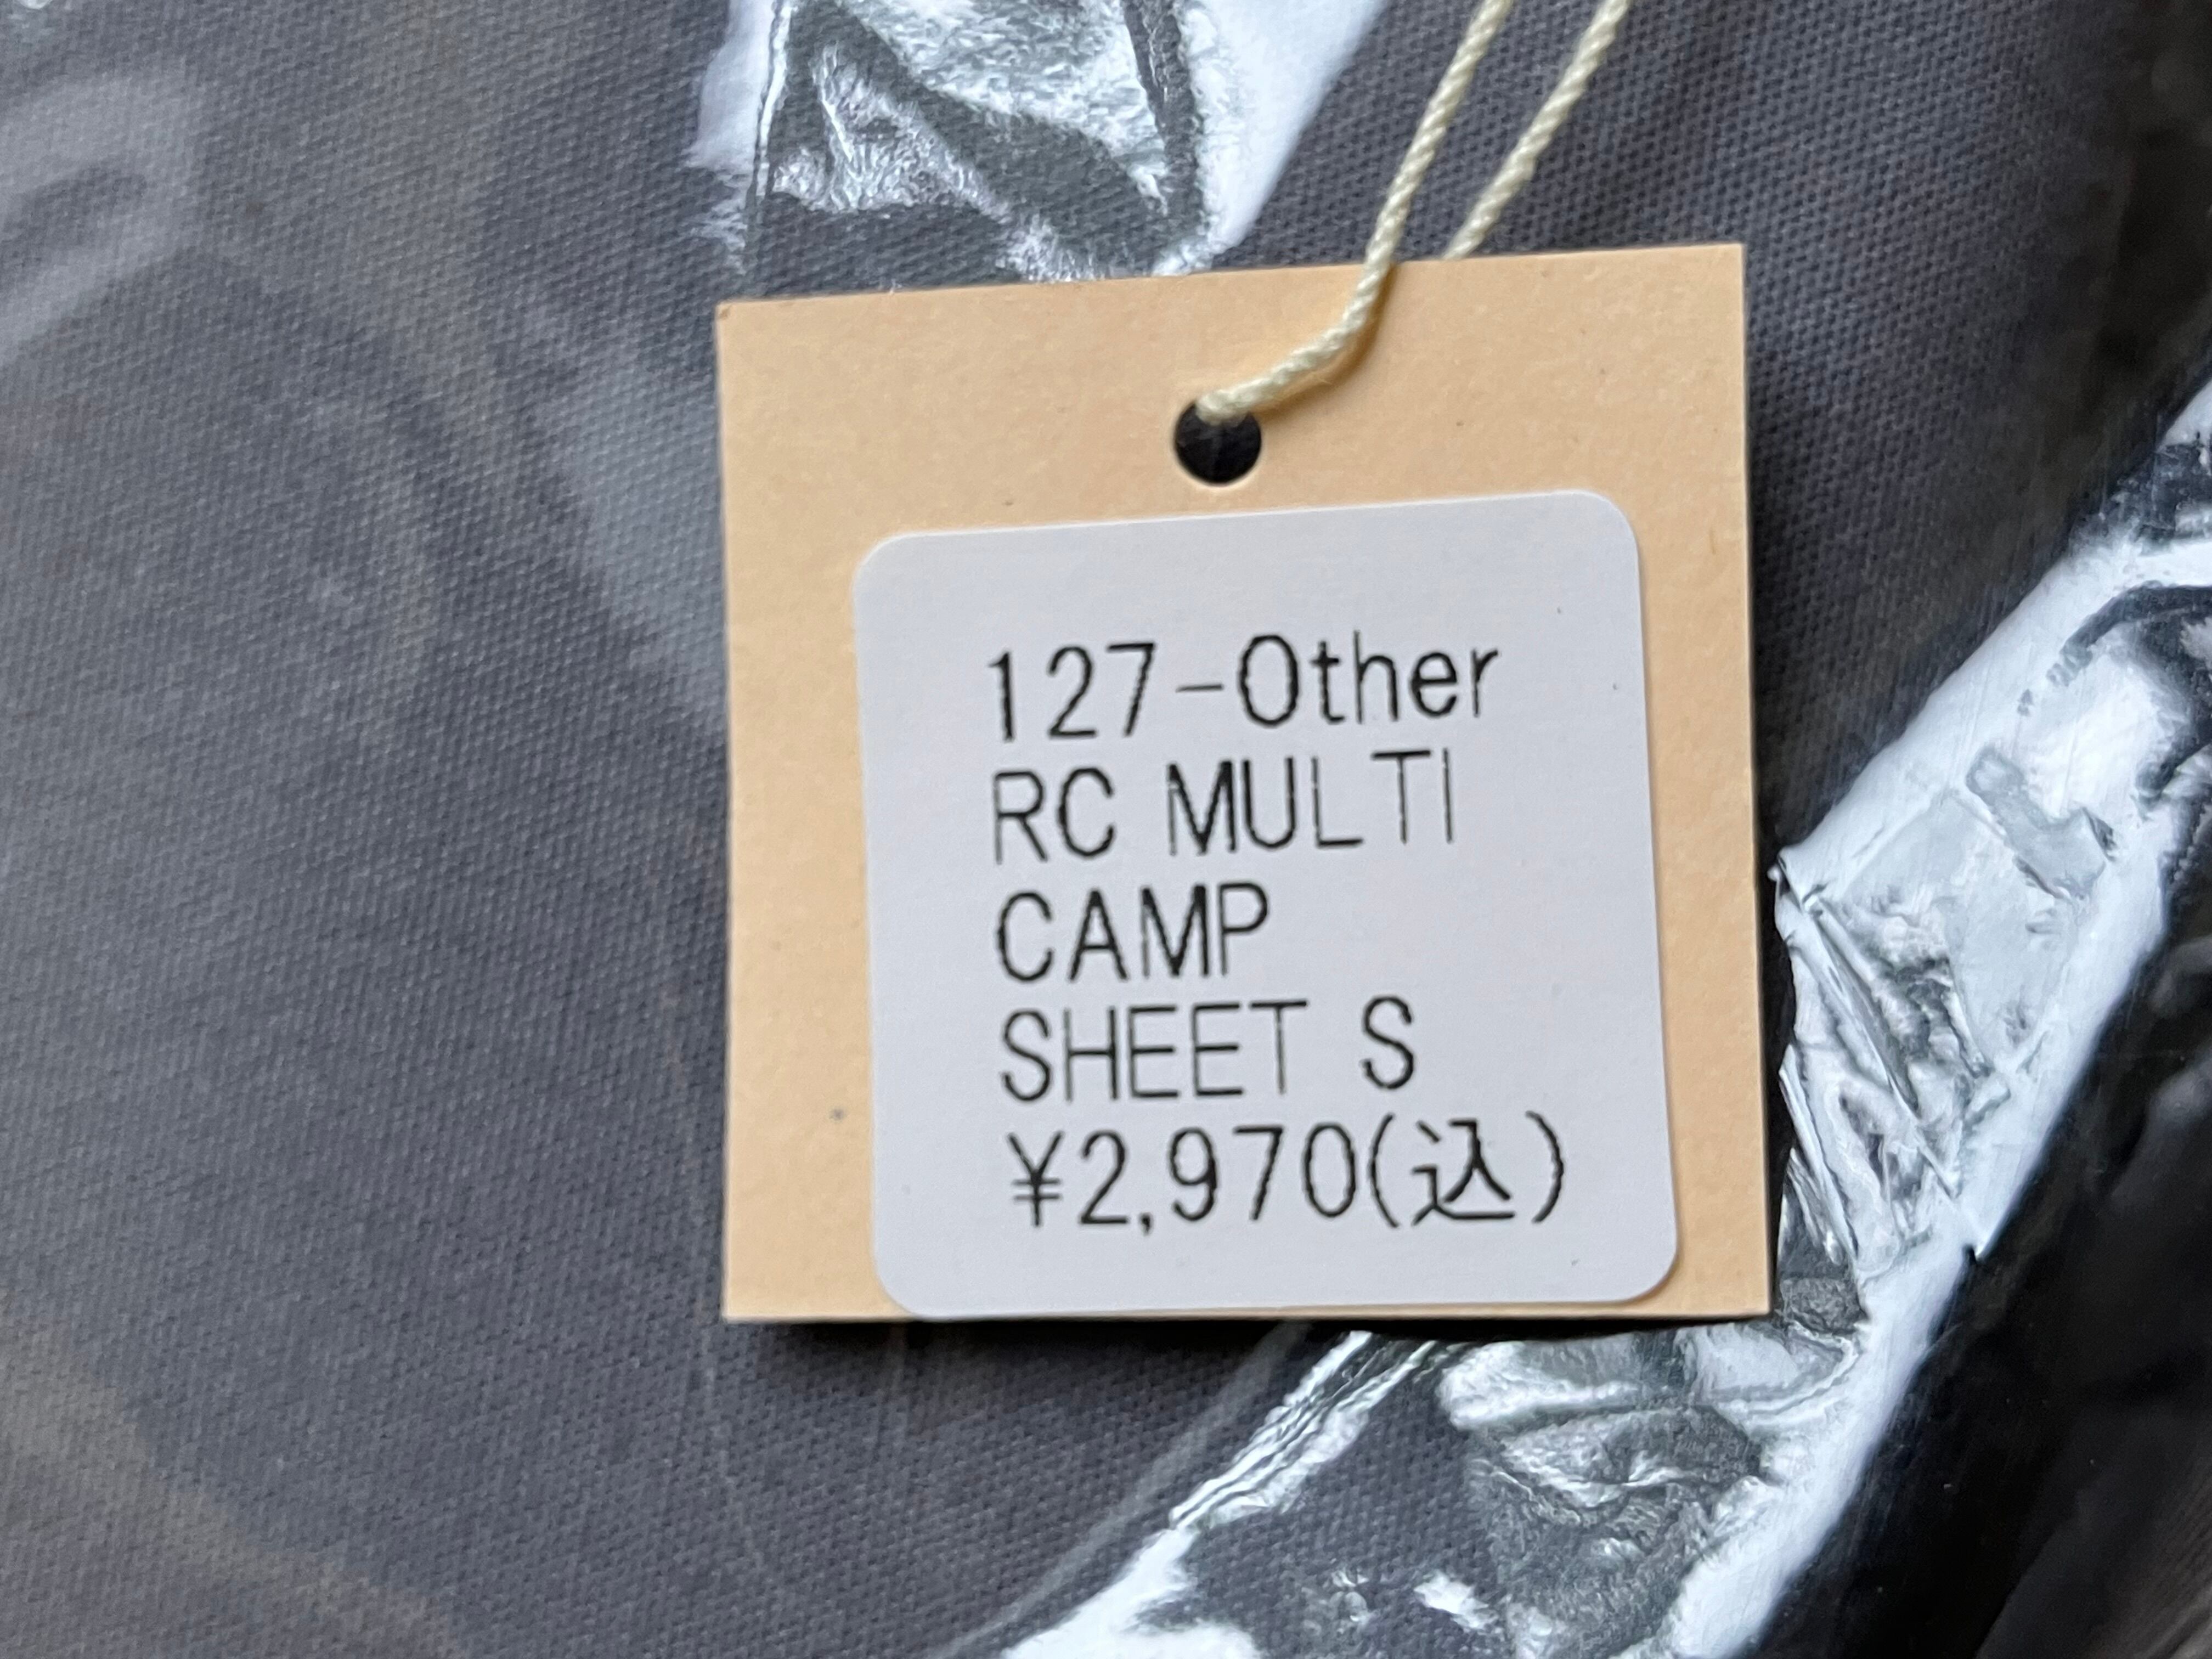 127-Other
RC MULTI
CAMP
SHEET S
¥2,970(込)